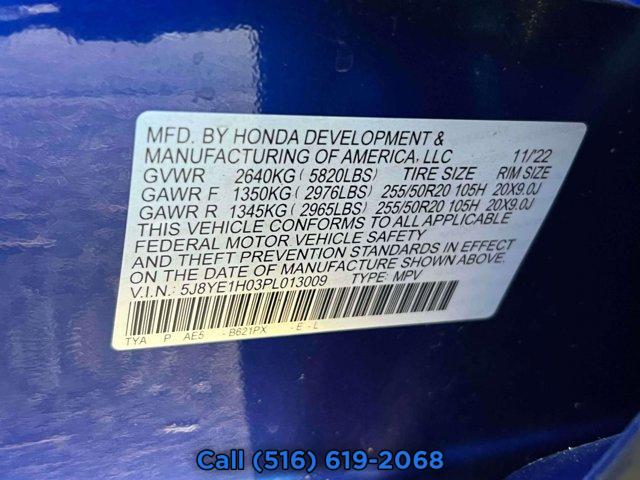 MFD. BY HONDA DEVELOPMENT &
MANUFACTURING OF AMERICA, LLC 11/'22
GVWR 2640KG ( 5820LBS) TIRE SIZE RIM SIZE
GAWR F 1350KG ( 2976LBS) 255/50R20 105H 20X9.0J
GAWR R 1345KG ( 2965LBS) 255/50R20 105H 20X9.0J
THIS VEHICLE CONFORMS TO ALL APPLICABLE
FEDERAL MOTOR VEHICLE SAFETY
AND THEFT PREVENTION STANDARDS IN EFFECT
ON THE DATE OF MANUFACTURE SHOWN ABOVE.
V.I.N.: 5J8YE1H03PL013009 TYPE: MPV
TYA P AE5 - B621PX - E - L
Call (516) 619-2068